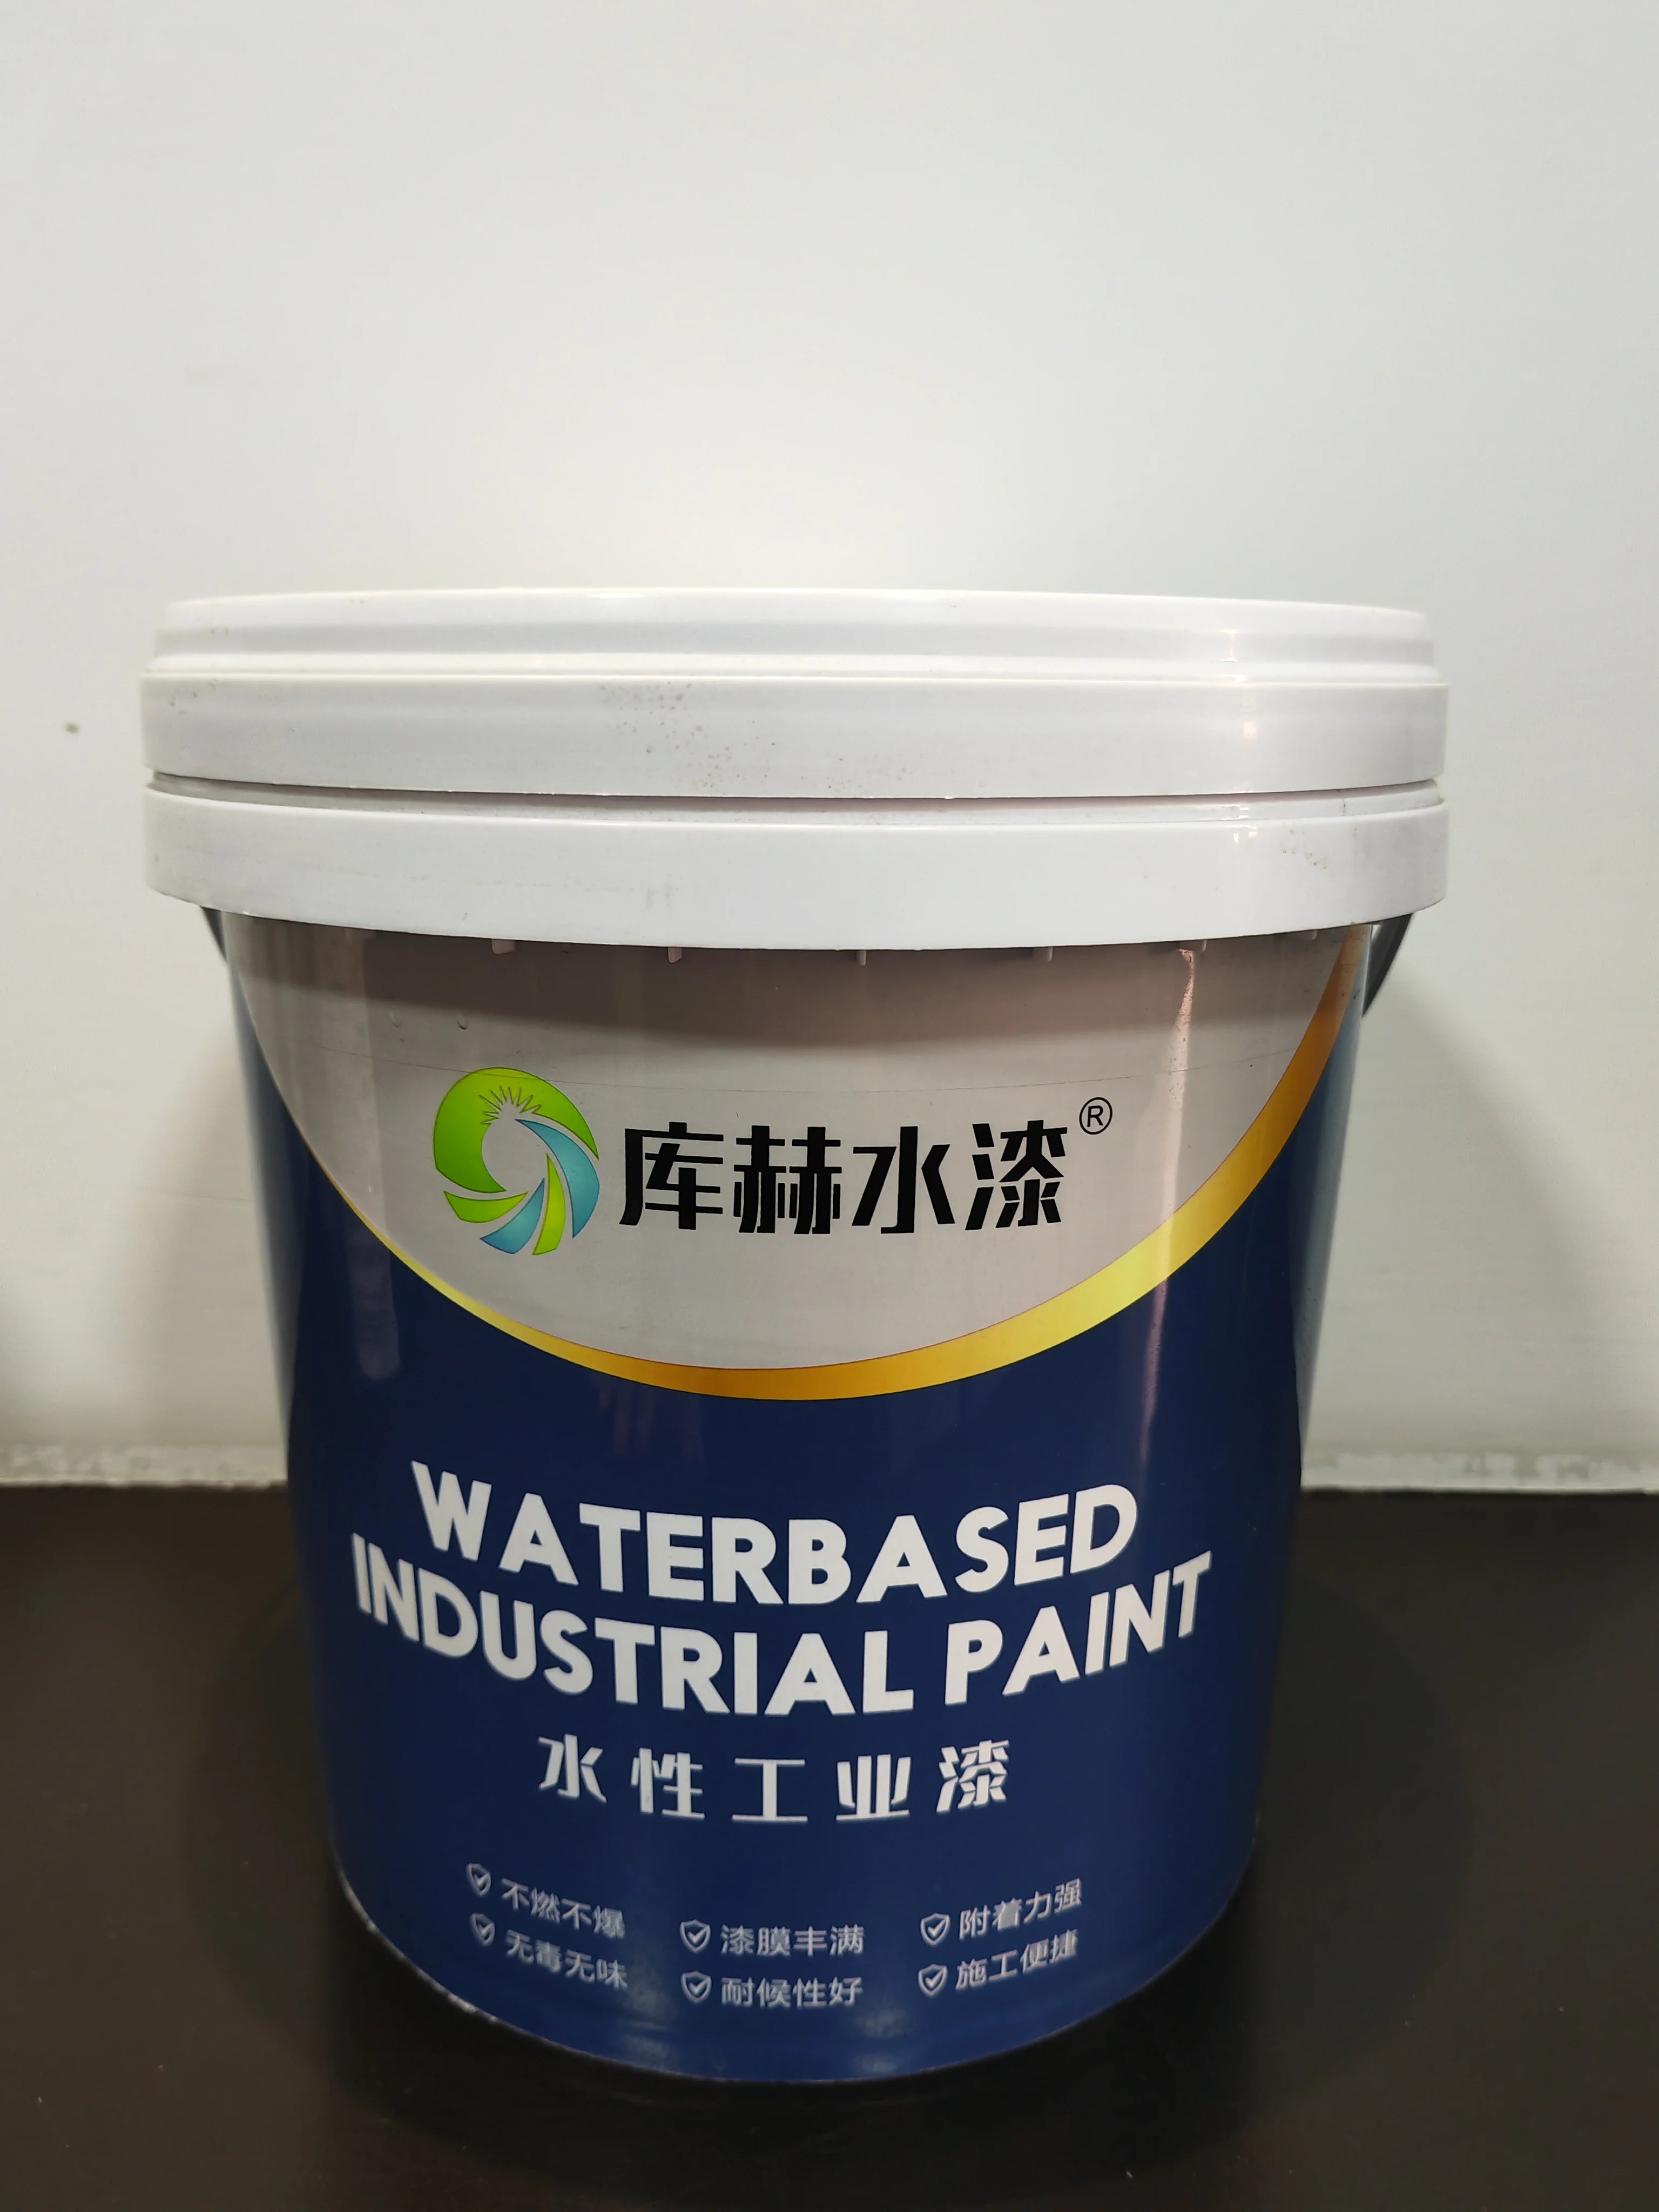 库赫水漆®
WATERBASED
INDUSTRIAL PAINT
水性工业漆
不燃不爆 漆膜丰满 附着力强
无毒无味 耐候性好 施工便捷